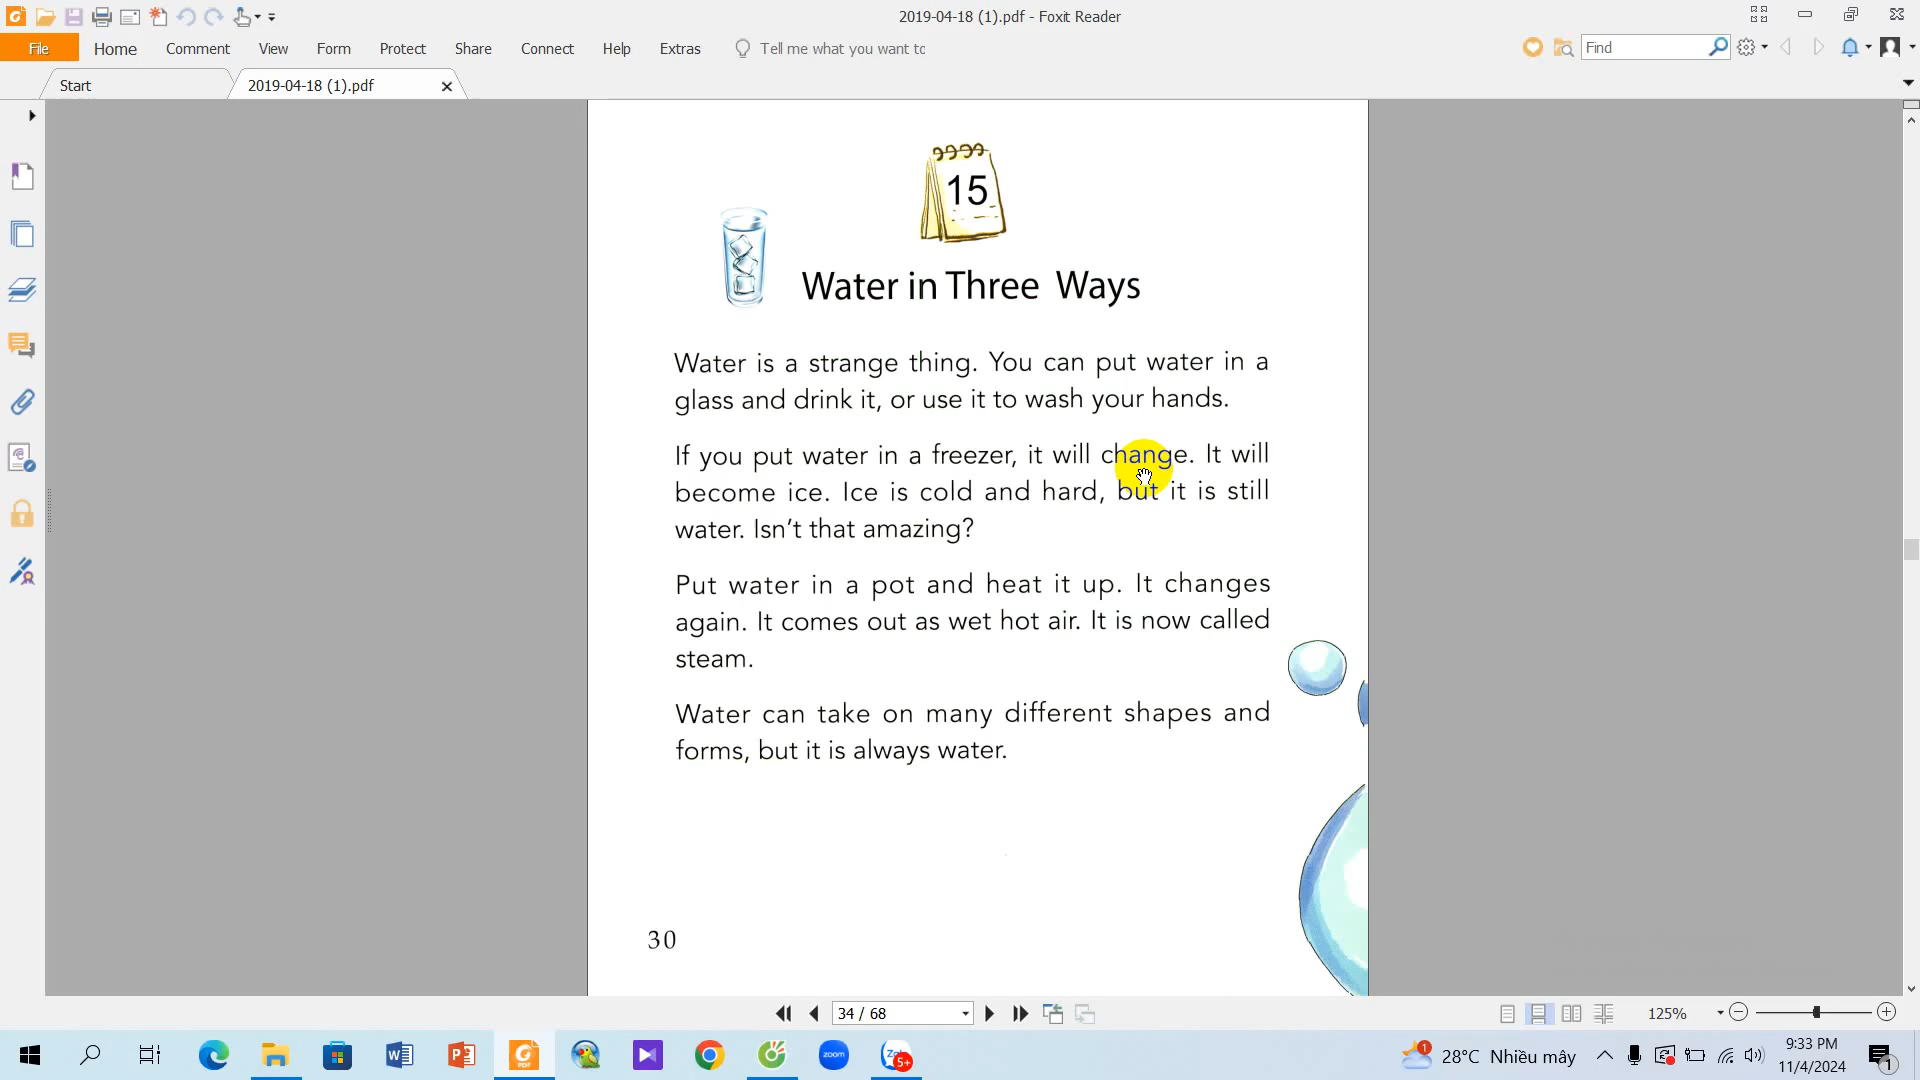 2019-04-18 (1).pdf - Foxit Reader
File Home Comment View Form Protect Share Connect Help Extras Tell me what you want to Find
Start 2019-04-18 (1).pdf
15
Water in Three Ways
Water is a strange thing. You can put water in a
glass and drink it, or use it to wash your hands.
If you put water in a freezer, it will change. It will
become ice. Ice is cold and hard, but it is still
water. Isn't that amazing?
Put water in a pot and heat it up. It changes
again. It comes out as wet hot air. It is now called
steam.
Water can take on many different shapes and
forms, but it is always water.
30
34 / 68 125%
zoom 5+ 1 28°C Nhiều mây 9:33 PM
11/4/2024 1